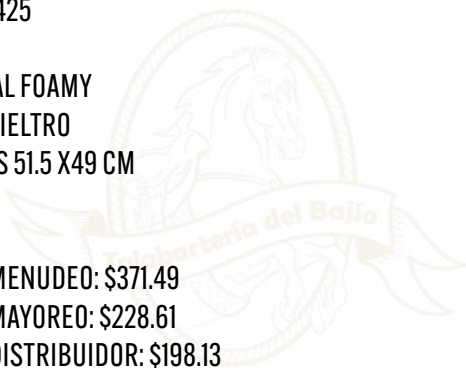 425
AL FOAMY
IELTRO
S 51.5 X49 CM
Talabartería del Bajío
MENUDEO: $371.49
MAYOREO: $228.61
DISTRIBUIDOR: $198.13